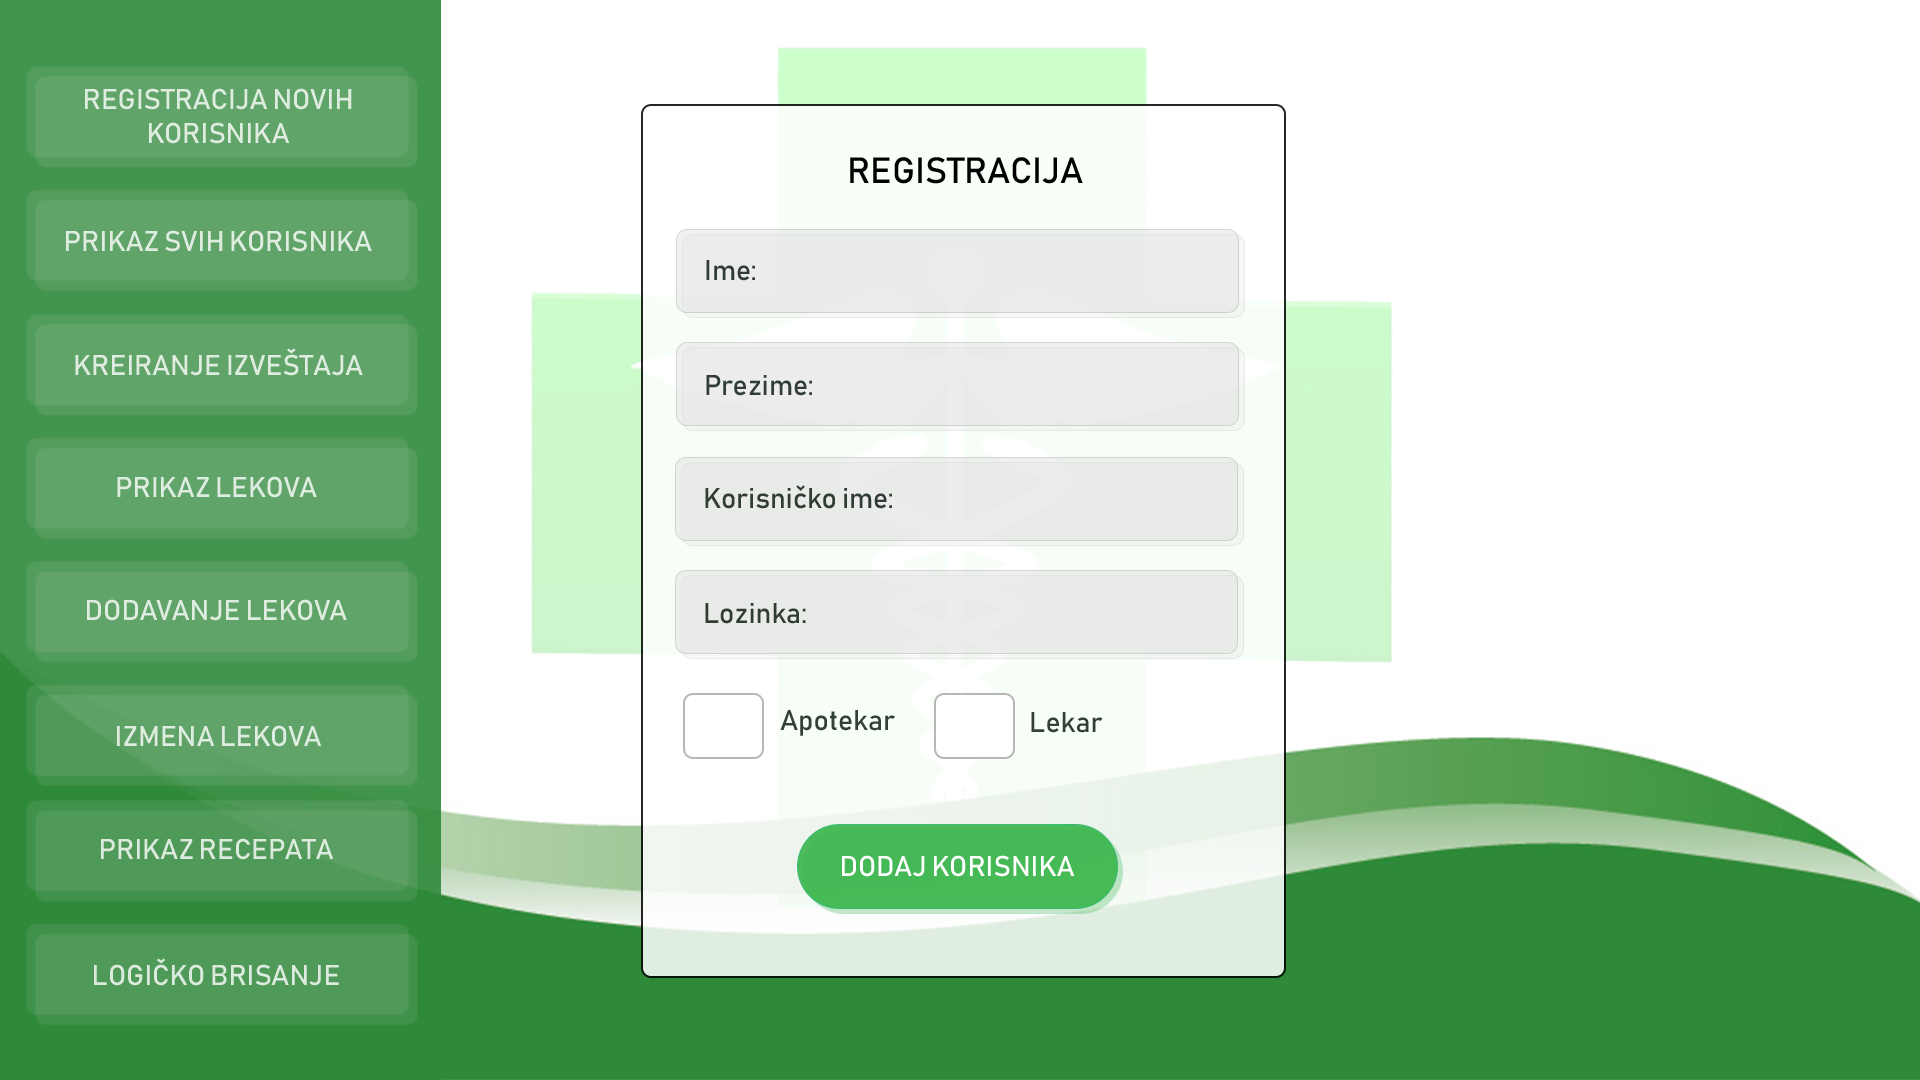 REGISTRACIJA NOVIH
KORISNIKA
PRIKAZ SVIH KORISNIKA
KREIRANJE IZVEŠTAJA
PRIKAZ LEKOVA
DODAVANJE LEKOVA
IZMENA LEKOVA
PRIKAZ RECEPATA
LOGIČKO BRISANJE
REGISTRACIJA
Ime:
Prezime:
Korisničko ime:
Lozinka:
Apotekar
Lekar
DODAJ KORISNIKA